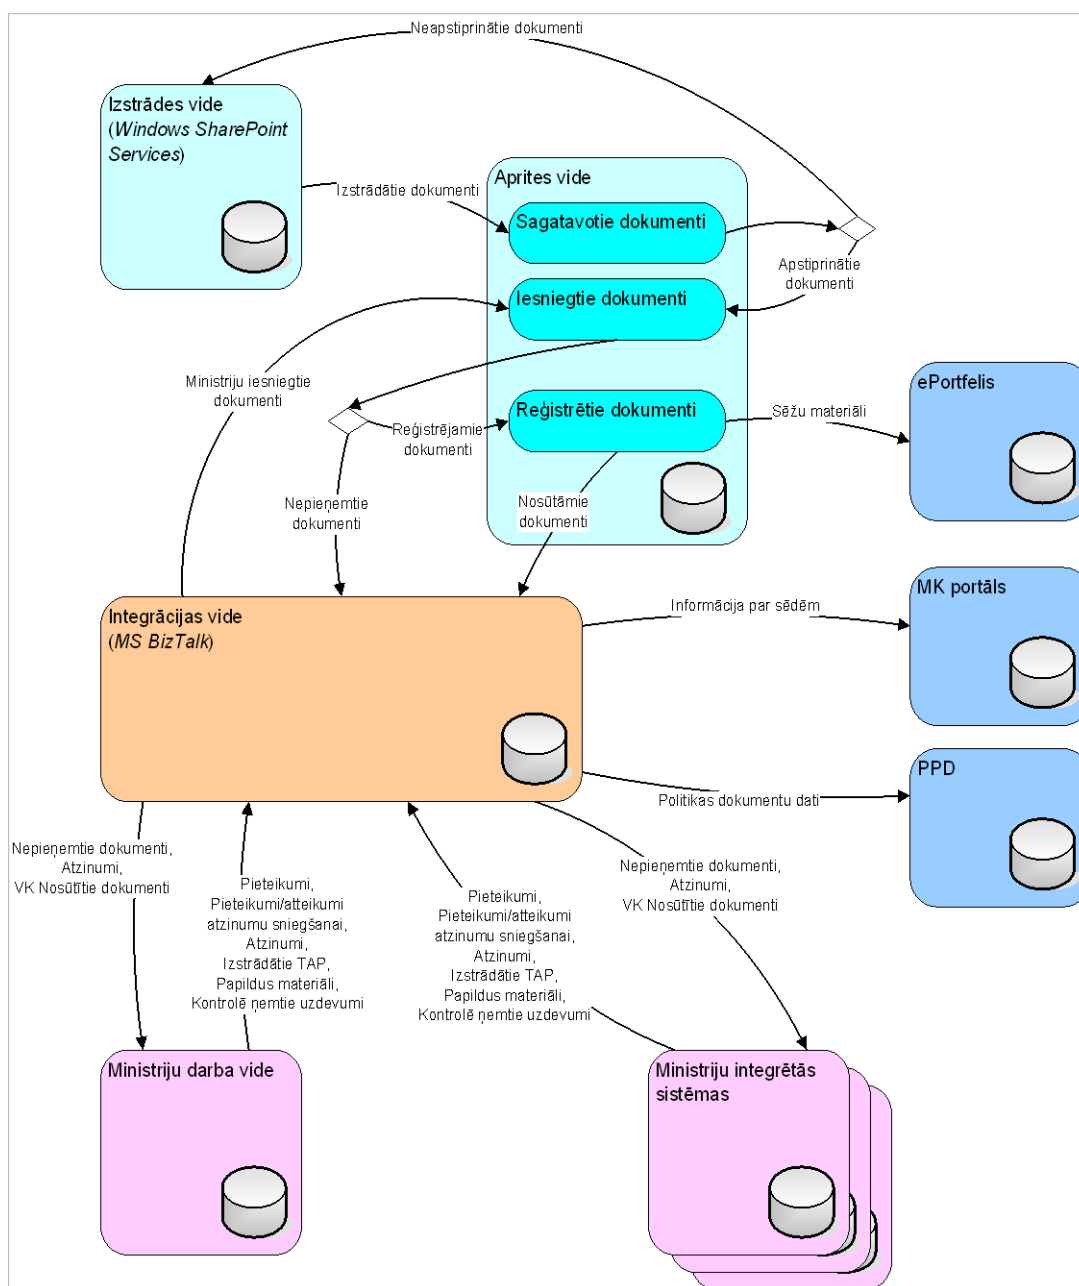 Neapstiprinātie dokumenti
Izstrādes vide
(Windows SharePoint
Services)
Izstrādātie dokumenti
Aprites vide
Sagatavotie dokumenti
Apstiprinātie
dokumenti
Iesniegtie dokumenti
Ministriju iesniegtie
dokumenti
ePortfelis
Reģistrētie dokumenti
Sēžu materiāli
Reģistrējamie
dokumenti
Nepieņemtie
dokumenti
Nosūtāmie
dokumenti
Integrācijas vide
(MS BizTalk)
Informācija par sēdēm
MK portāls
PPD
Politikas dokumentu dati
Nepieņemtie dokumenti,
Atzinumi,
VK Nosūtītie dokumenti
Pieteikumi,
Pieteikumi/atteikumi
atzinumu sniegšanai,
Atzinumi,
Izstrādātie TAP,
Papildus materiāli,
Kontrolē ņemtie uzdevumi
Pieteikumi,
Pieteikumi/atteikumi
atzinumu sniegšanai,
Atzinumi,
Izstrādātie TAP,
Papildus materiāli,
Kontrolē ņemtie uzdevumi
Nepieņemtie dokumenti,
Atzinumi,
VK Nosūtītie dokumenti
Ministriju darba vide
Ministriju integrētās
sistēmas